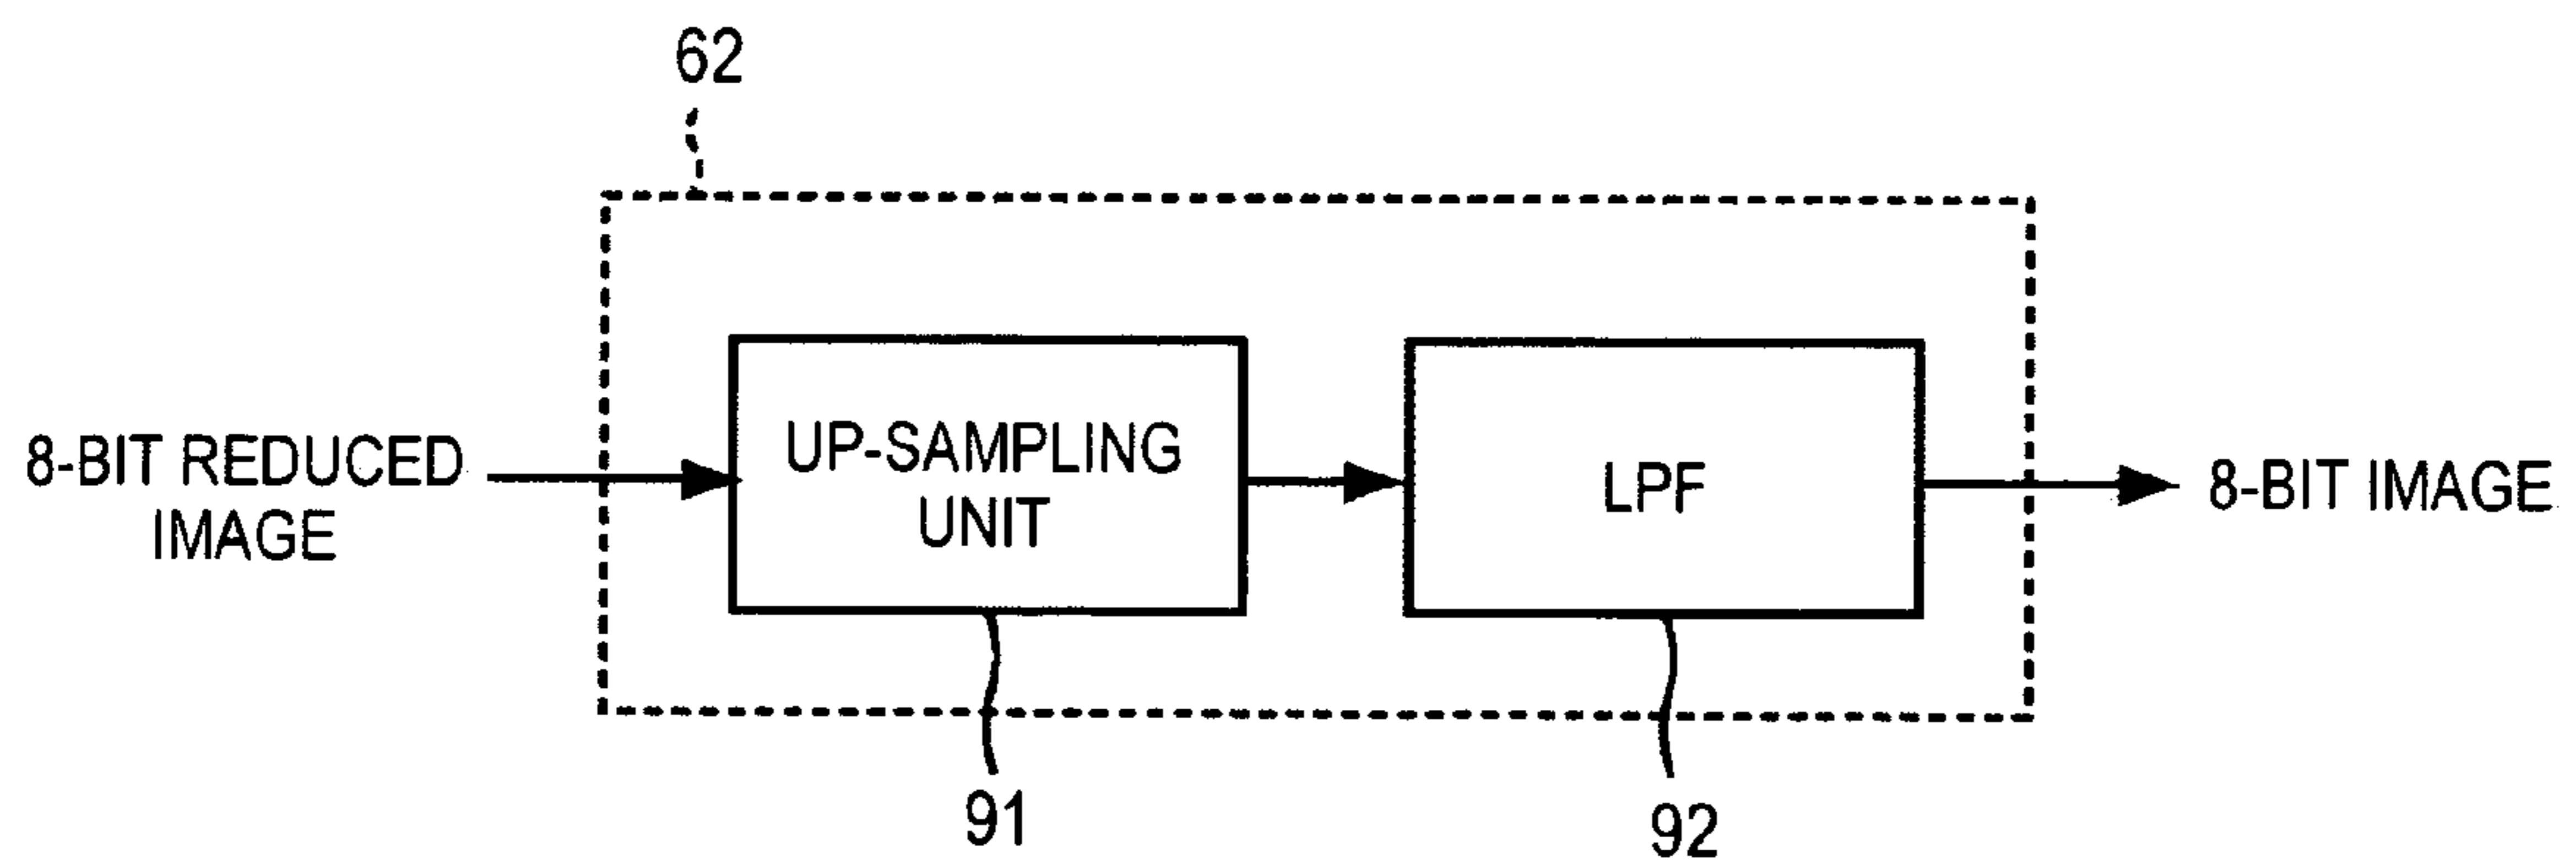 62
8-BIT REDUCED
IMAGE
UP-SAMPLING
UNIT
LPF
8-BIT IMAGE
91
92